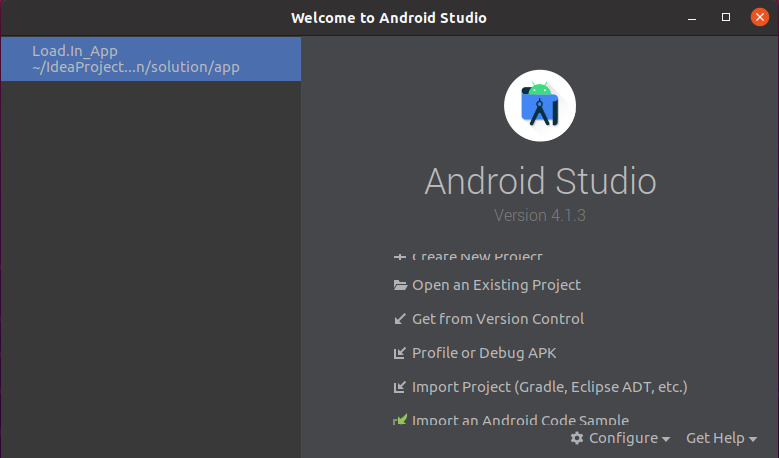 Welcome to Android Studio
Load.In_App
~/IdeaProject...n/solution/app
Android Studio
Version 4.1.3
Create New Project
Open an Existing Project
Get from Version Control
Profile or Debug APK
Import Project (Gradle, Eclipse ADT, etc.)
Import an Android Code Sample
Configure
Get Help